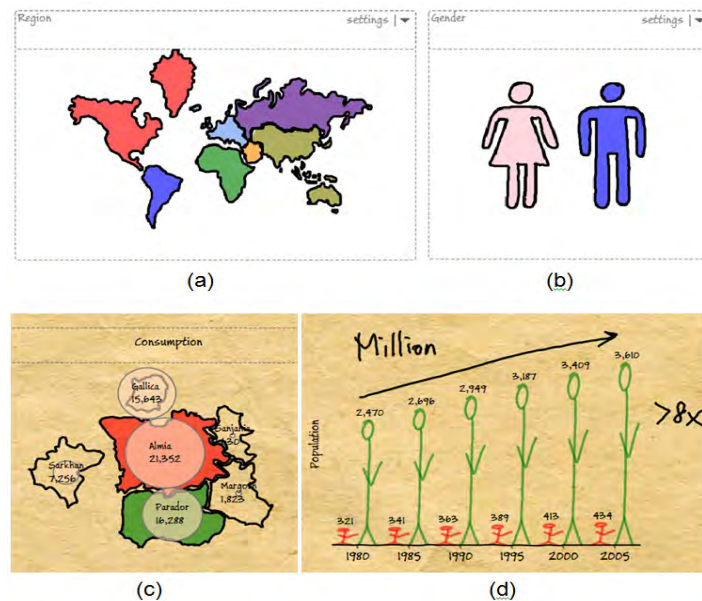 Region
settings |
Gender
settings |
(a)
(b)
Consumption
Gallica
15,643
Almia
21,352
Sarkhan
7,256
Parador
16,288
1,823
Million
Population
2,470
2,696
2,949
3,187
3,409
3,610
>8x
321
341
363
389
413
434
1980
1985
1990
1995
2000
2005
(c)
(d)